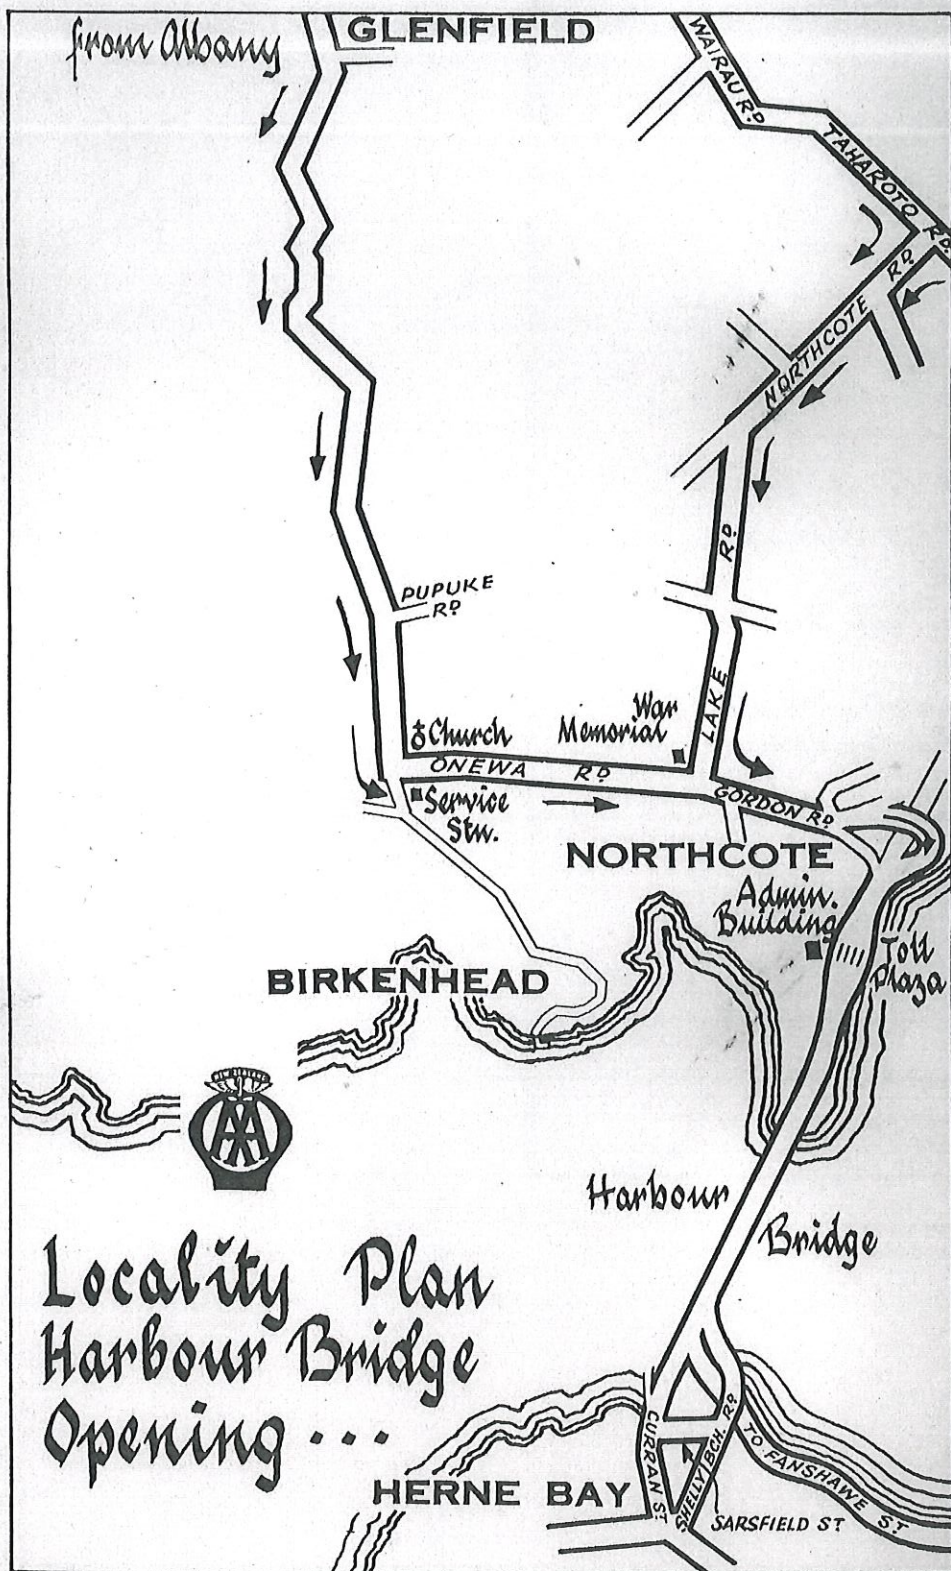 from Albany
GLENFIELD
WAIRAU RD
TAHAROTO RD.
NORTHCOTE RD.
PUPUKE
RD
LAKE RD
Church
War
Memorial
ONEWA RD
Service
Stn.
GORDON RD.
NORTHCOTE
Admin.
Building
Toll
Plaza
BIRKENHEAD
AA
Harbour
Bridge
Locality Plan
Harbour Bridge
Opening ...
CURRAN ST.
SHELLY BCH. RD
TO FANSHAWE ST.
HERNE BAY
SARSFIELD ST